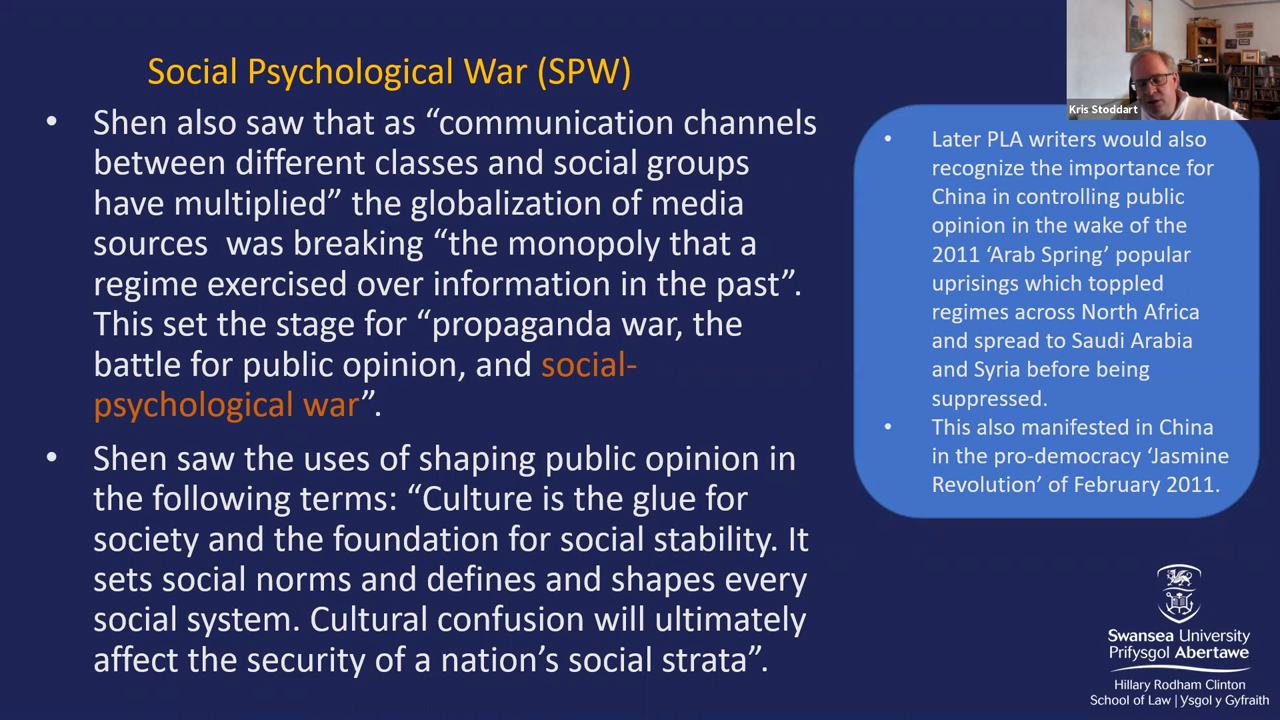 Social Psychological War (SPW)
• Shen also saw that as “communication channels
between different classes and social groups
have multiplied” the globalization of media
sources  was breaking “the monopoly that a
regime exercised over information in the past”.
This set the stage for “propaganda war, the
battle for public opinion, and social-
psychological war”.
• Shen saw the uses of shaping public opinion in
the following terms: “Culture is the glue for
society and the foundation for social stability. It
sets social norms and defines and shapes every
social system. Cultural confusion will ultimately
affect the security of a nation’s social strata”.
Kris Stoddart
• Later PLA writers would also
recognize the importance for
China in controlling public
opinion in the wake of the
2011 ‘Arab Spring’ popular
uprisings which toppled
regimes across North Africa
and spread to Saudi Arabia
and Syria before being
suppressed.
• This also manifested in China
in the pro-democracy ‘Jasmine
Revolution’ of February 2011.
Swansea University
Prifysgol Abertawe
Hillary Rodham Clinton
School of Law | Ysgol y Gyfraith